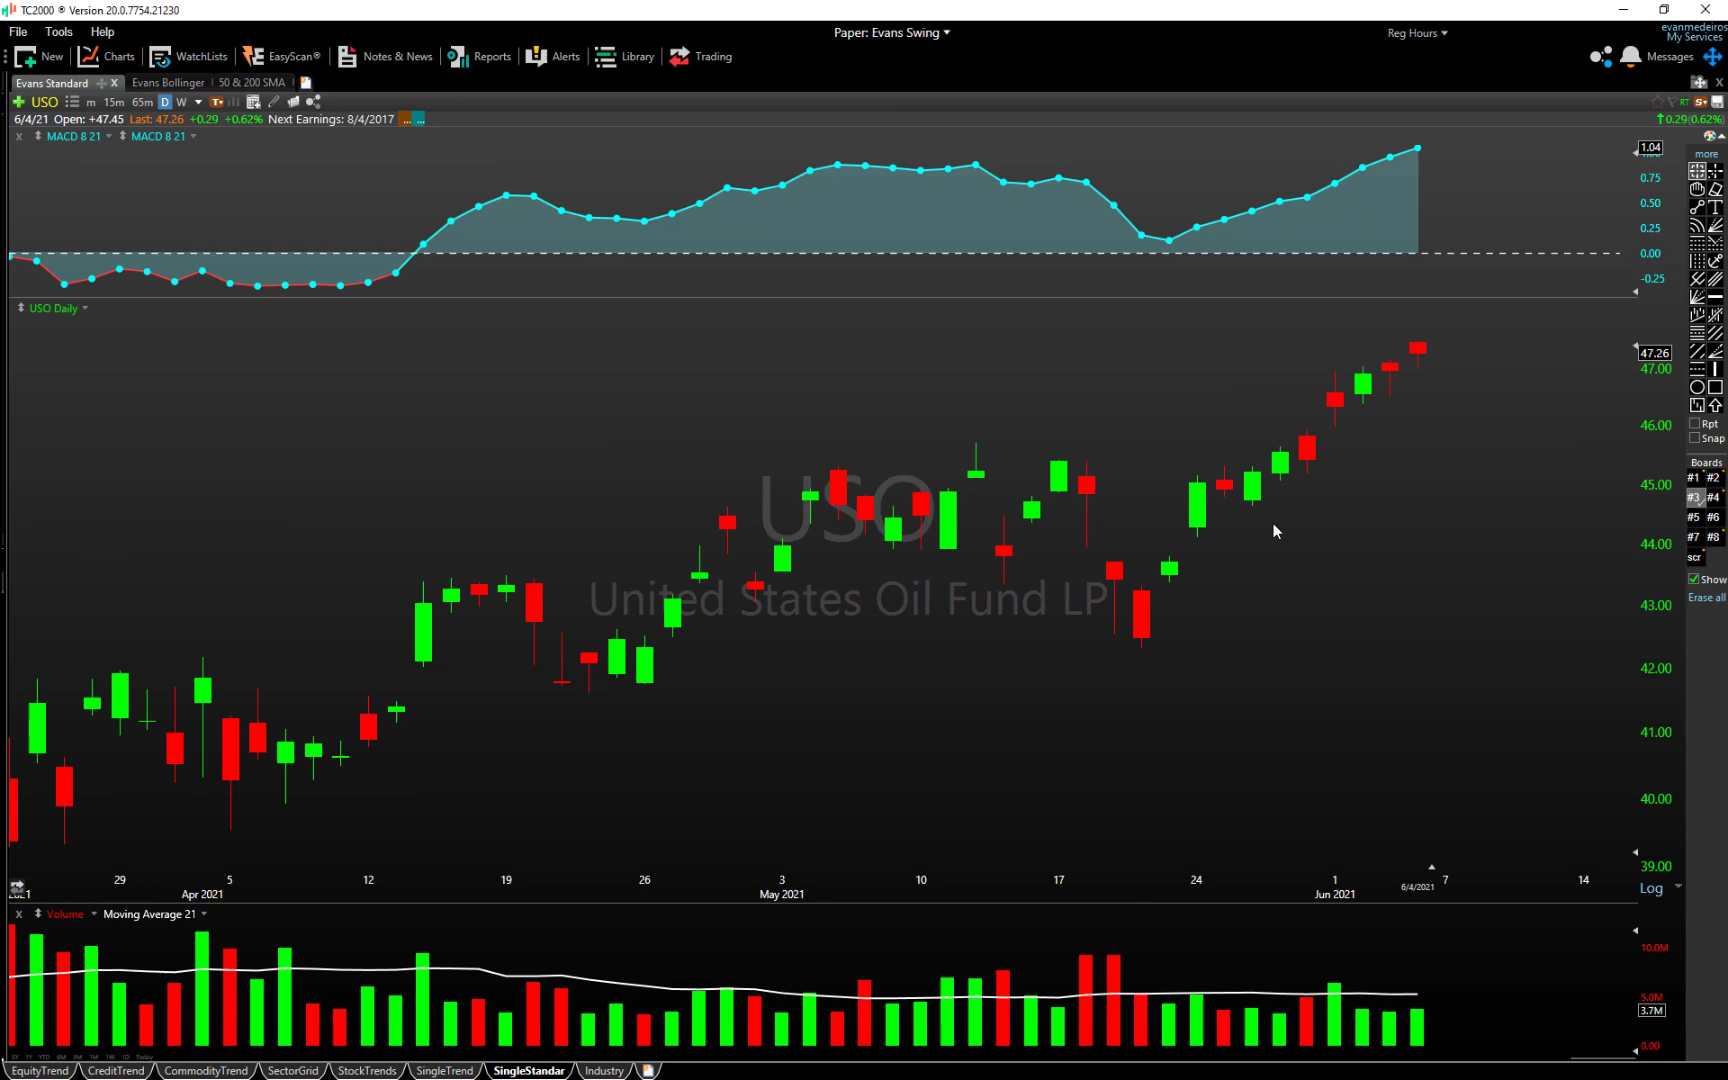 TC2000 ® Version 20.0.7754.21230
File Tools Help
Paper: Evans Swing
Reg Hours
evanmedeiros
My Services
New Charts WatchLists EasyScan® Notes & News Reports Alerts Library Trading
Messages
Evans Standard X Evans Bollinger 50 & 200 SMA
USO m 15m 65m D W
RT
6/4/21 Open: +47.45 Last: 47.26 +0.29 +0.62% Next Earnings: 8/4/2017 ... ...
0.29(0.62%)
X MACD 8 21 MACD 8 21
1.04
more
0.75
0.50
0.25
0.00
-0.25
USO Daily
47.26
47.00
46.00
45.00
44.00
43.00
42.00
41.00
40.00
39.00
USO
United States Oil Fund LP
Rpt
Snap
Boards
#1 #2
#3 #4
#5 #6
#7 #8
scr
Show
Erase all
29 5 12 19 26 3 10 17 24 1 6/4/2021 7 14
Apr 2021 May 2021 Jun 2021
Log
X Volume Moving Average 21
10.0M
5.0M
3.7M
0.00
EquityTrend CreditTrend CommodityTrend SectorGrid StockTrends SingleTrend SingleStandar Industry